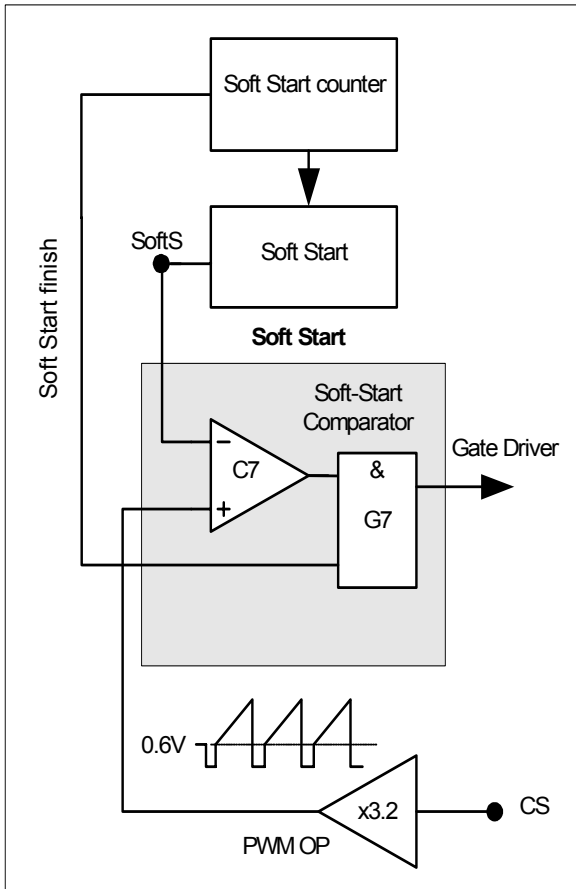 Soft Start counter
SoftS
Soft Start
Soft Start finish
Soft Start
Soft-Start
Comparator
Gate Driver
−
C7
+
&
G7
0.6V
x3.2
CS
PWM OP